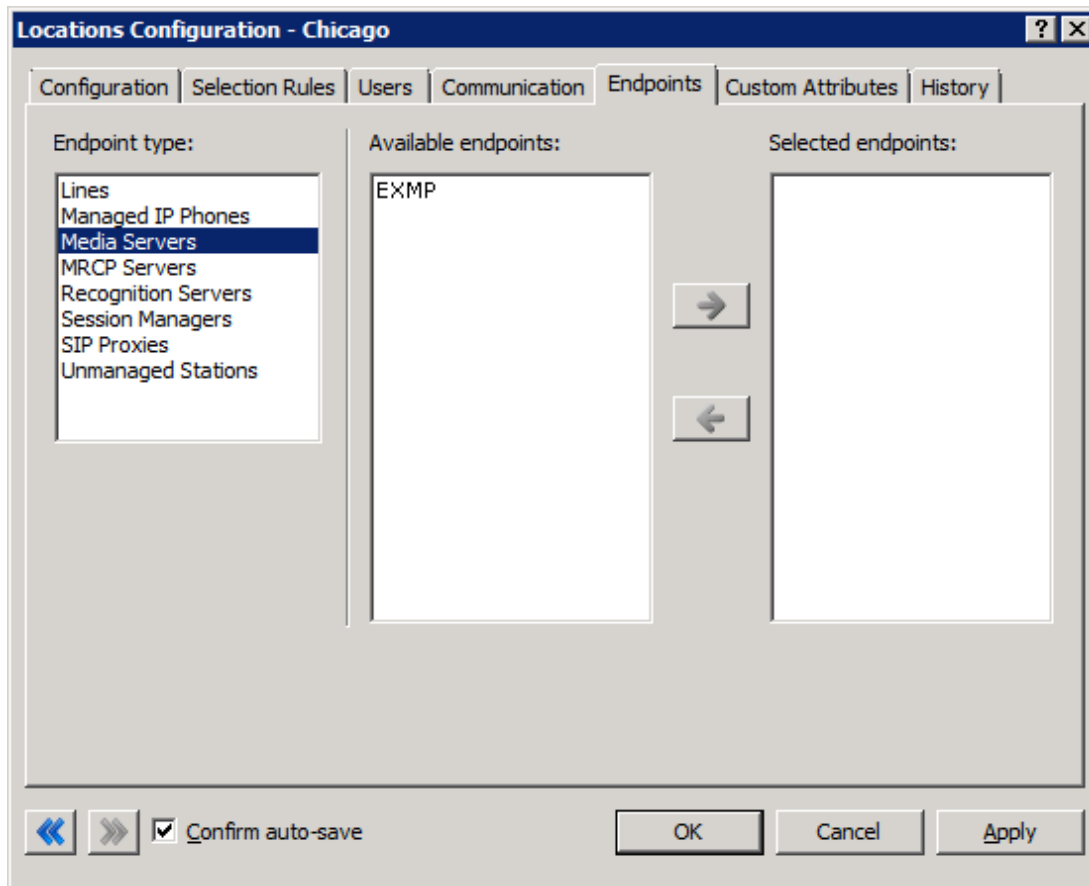 Locations Configuration - Chicago
Configuration Selection Rules Users Communication Endpoints Custom Attributes History
Endpoint type:
Lines
Managed IP Phones
Media Servers
MRCP Servers
Recognition Servers
Session Managers
SIP Proxies
Unmanaged Stations
Available endpoints:
EXMP
Selected endpoints:
Confirm auto-save
OK
Cancel
Apply